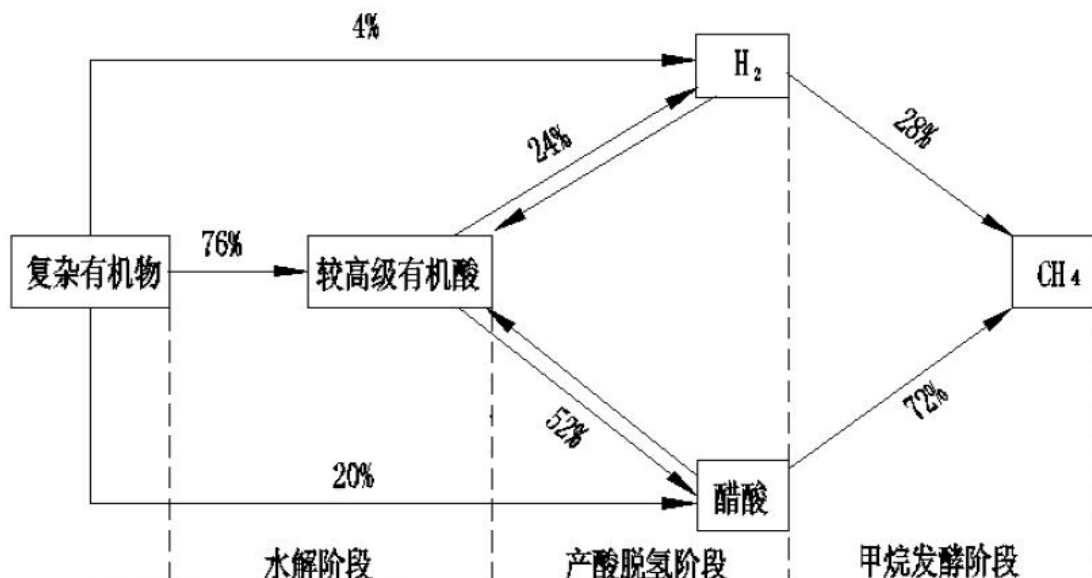 4%
H₂
24%
28%
76%
复杂有机物
较高级有机酸
CH₄
52%
72%
20%
醋酸
水解阶段
产酸脱氢阶段
甲烷发酵阶段